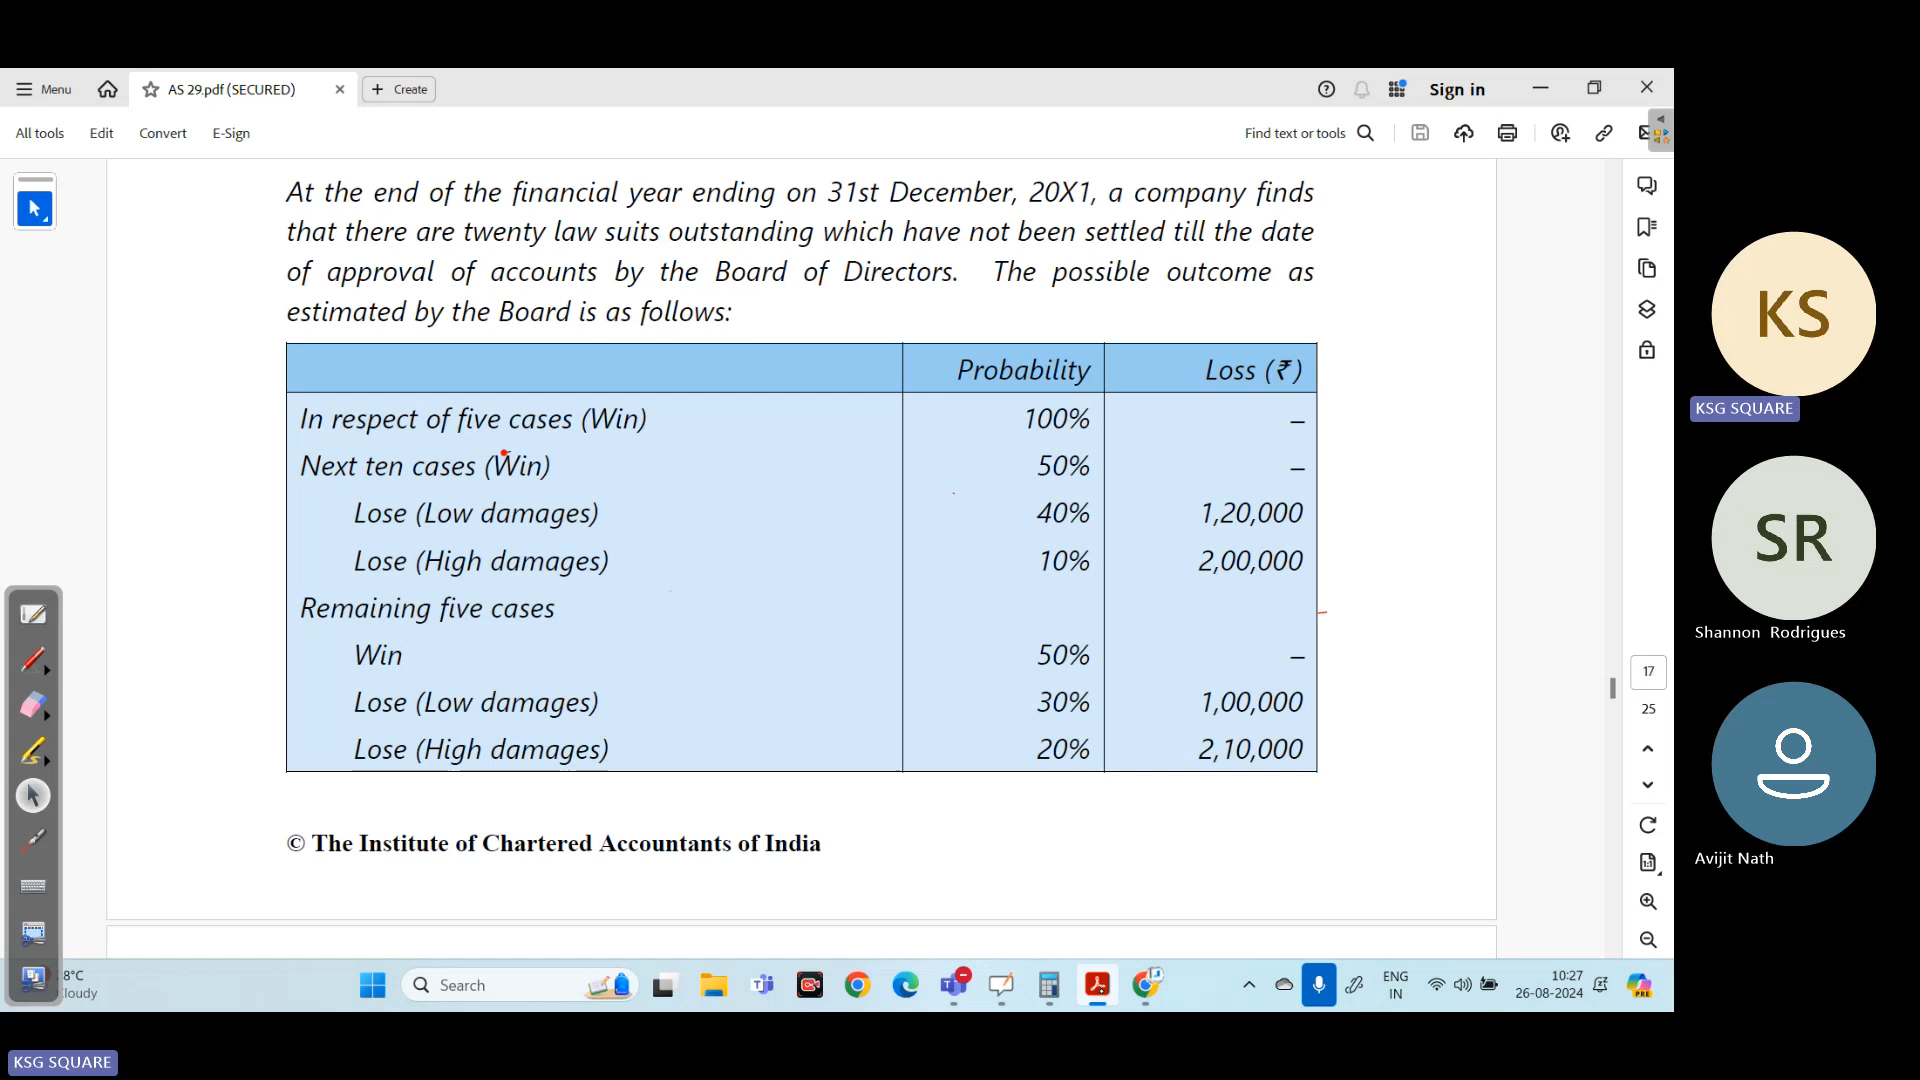 Menu
AS 29.pdf (SECURED)
Create
Sign in
All tools
Edit
Convert
E-Sign
Find text or tools
At the end of the financial year ending on 31st December, 20X1, a company finds
that there are twenty law suits outstanding which have not been settled till the date
of approval of accounts by the Board of Directors. The possible outcome as
estimated by the Board is as follows:
Probability Loss (₹)
In respect of five cases (Win) 100% –
Next ten cases (Win) 50% –
Lose (Low damages) 40% 1,20,000
Lose (High damages) 10% 2,00,000
Remaining five cases
Win 50% –
Lose (Low damages) 30% 1,00,000
Lose (High damages) 20% 2,10,000
© The Institute of Chartered Accountants of India
17
25
KS
KSG SQUARE
SR
Shannon Rodrigues
Avijit Nath
8°C
Cloudy
Search
ENG
IN
10:27
26-08-2024
PRE
KSG SQUARE